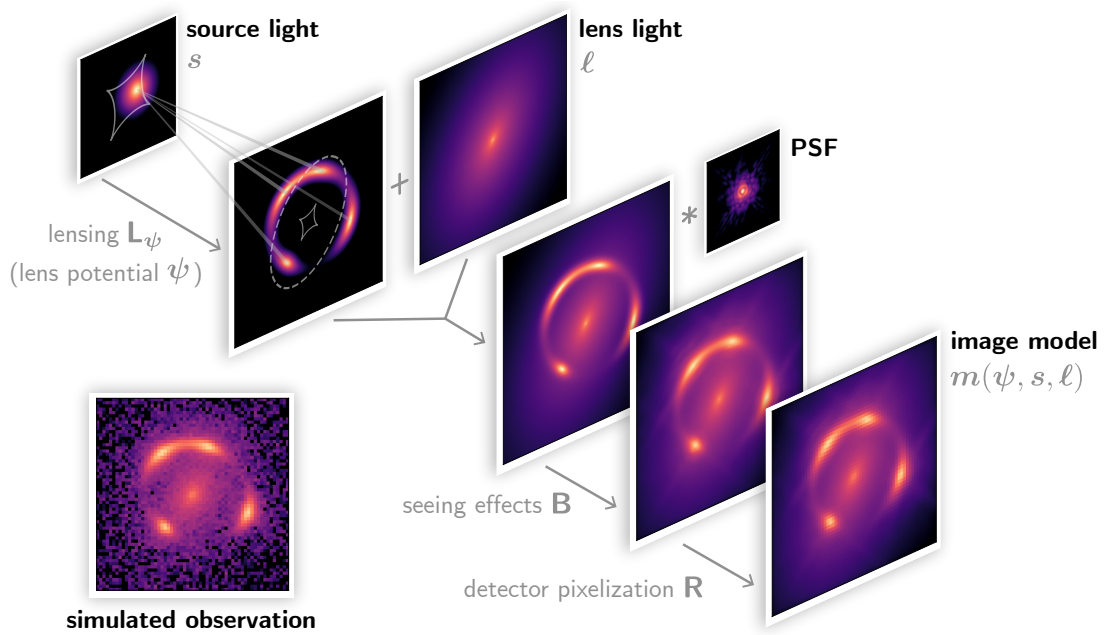 source light
s
lens light
ℓ
PSF
+
*
lensing L_ψ
(lens potential ψ)
image model
m(ψ, s, ℓ)
seeing effects B
detector pixelization R
simulated observation